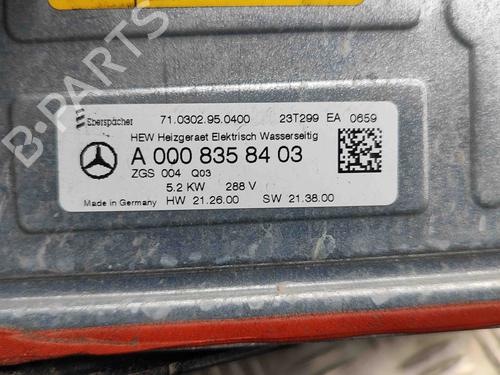 B-PARTS
Eberspächer 71.0302.95.0400 23T299 EA 0659
HEW Heizgeraet Elektrisch Wasserseitig
A 000 835 84 03
ZGS 004 Q03
5.2 KW 288 V
Made in Germany HW 21.26.00 SW 21.38.00